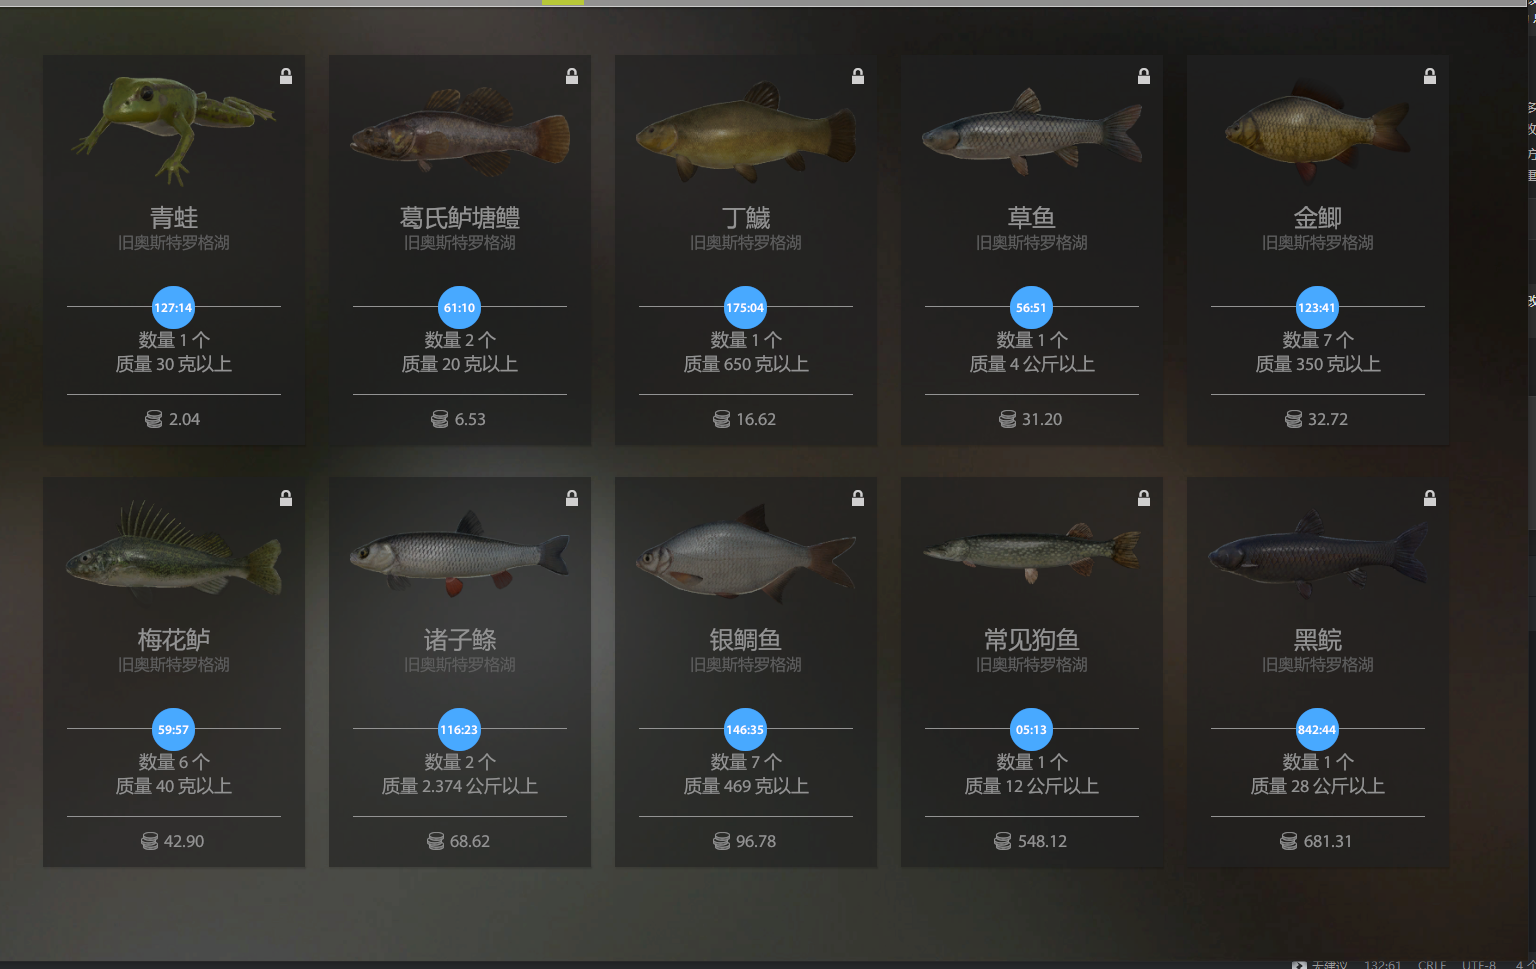 青蛙
旧奥斯特罗格湖
127:14
数量 1 个
质量 30 克以上
2.04
葛氏鲈塘鳢
旧奥斯特罗格湖
61:10
数量 2 个
质量 20 克以上
6.53
丁鱥
旧奥斯特罗格湖
175:04
数量 1 个
质量 650 克以上
16.62
草鱼
旧奥斯特罗格湖
56:51
数量 1 个
质量 4 公斤以上
31.20
金鲫
旧奥斯特罗格湖
123:41
数量 7 个
质量 350 克以上
32.72
梅花鲈
旧奥斯特罗格湖
59:57
数量 6 个
质量 40 克以上
42.90
诸子鲦
旧奥斯特罗格湖
116:23
数量 2 个
质量 2.374 公斤以上
68.62
银鲷鱼
旧奥斯特罗格湖
146:35
数量 7 个
质量 469 克以上
96.78
常见狗鱼
旧奥斯特罗格湖
05:13
数量 1 个
质量 12 公斤以上
548.12
黑鲩
旧奥斯特罗格湖
842:44
数量 1 个
质量 28 公斤以上
681.31
无建议 132:61 CRLF UTF-8 4